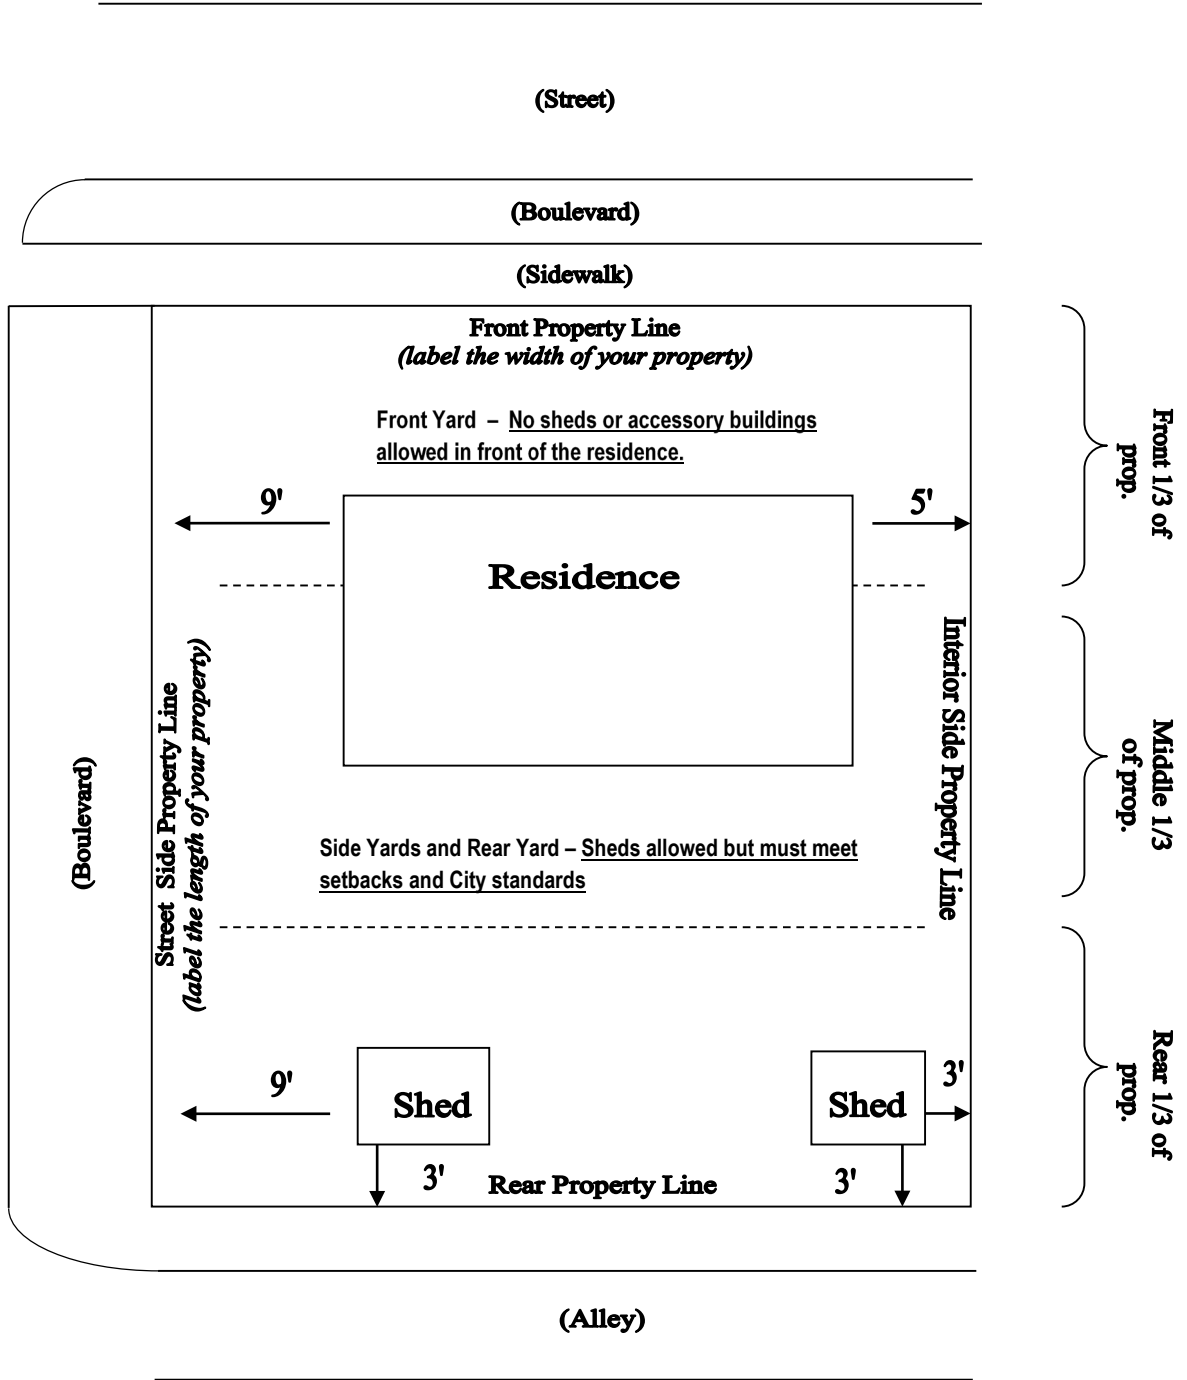 (Street)
(Boulevard)
(Sidewalk)
Front Property Line
(label the width of your property)
Front Yard – No sheds or accessory buildings
allowed in front of the residence.
9'
5'
Residence
Front 1/3 of
prop.
Interior Side Property Line
Middle 1/3
of prop.
(Boulevard)
Street Side Property Line
(label the length of your property)
Side Yards and Rear Yard – Sheds allowed but must meet
setbacks and City standards
9'
Shed
Shed
3'
Rear 1/3 of
prop.
3'
Rear Property Line
3'
(Alley)